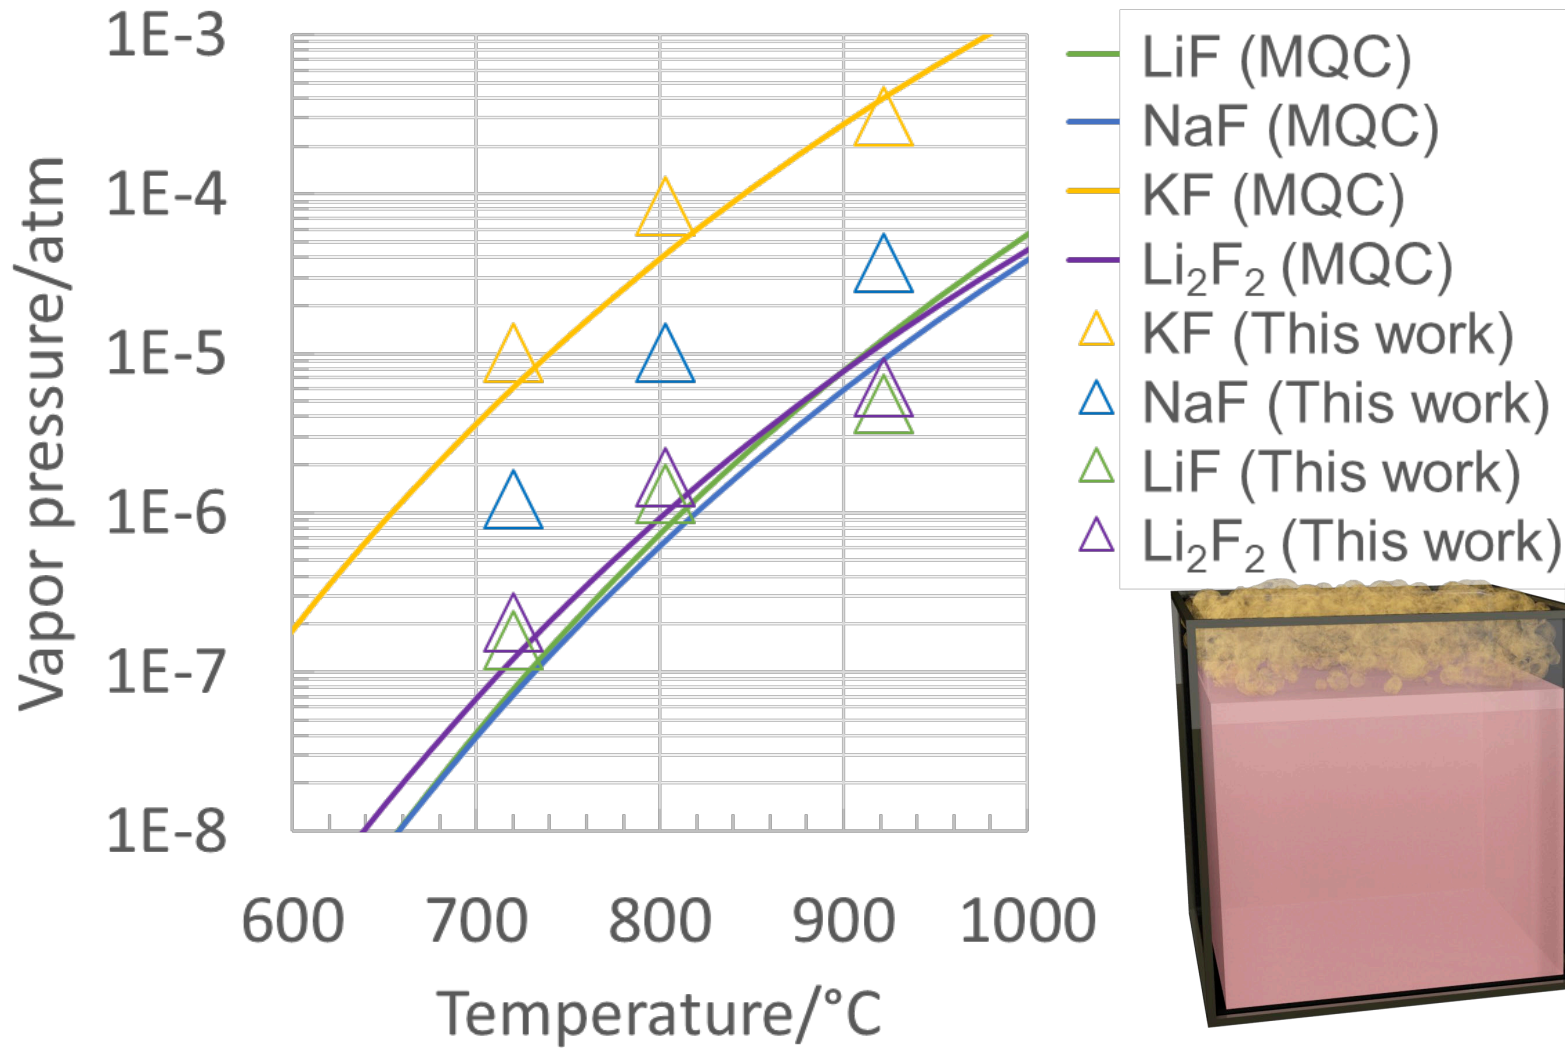 1E-3
1E-4
1E-5
1E-6
1E-7
1E-8
Vapor pressure/atm
600 700 800 900 1000
Temperature/°C
LiF (MQC)
NaF (MQC)
KF (MQC)
Li₂F₂ (MQC)
KF (This work)
NaF (This work)
LiF (This work)
Li₂F₂ (This work)